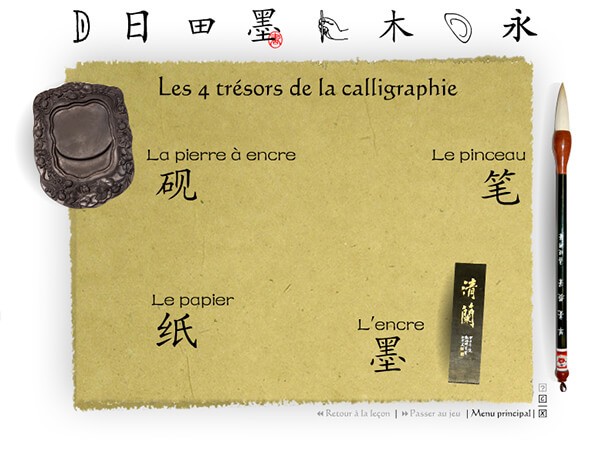 日 田 墨 木 永
Les 4 trésors de la calligraphie
La pierre à encre
砚
Le pinceau
笔
Le papier
纸
L'encre
墨
清蘭
Retour à la leçon | Passer au jeu | Menu principal |
?
C
X